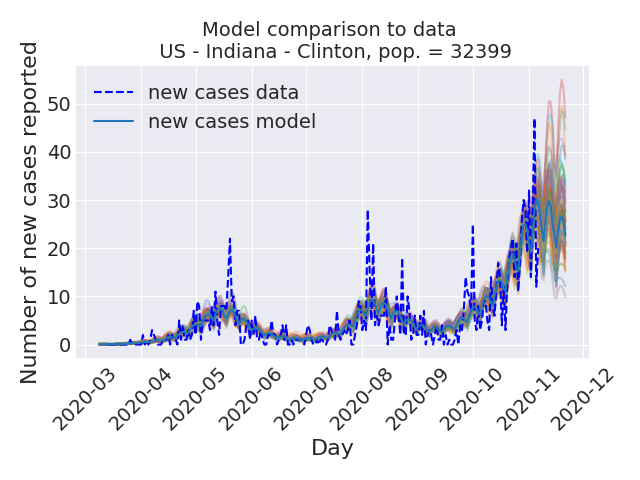 Model comparison to data
US - Indiana - Clinton, pop. = 32399
Number of new cases reported
new cases data
new cases model
50
40
30
20
10
0
2020-03
2020-04
2020-05
2020-06
2020-07
2020-08
2020-09
2020-10
2020-11
2020-12
Day